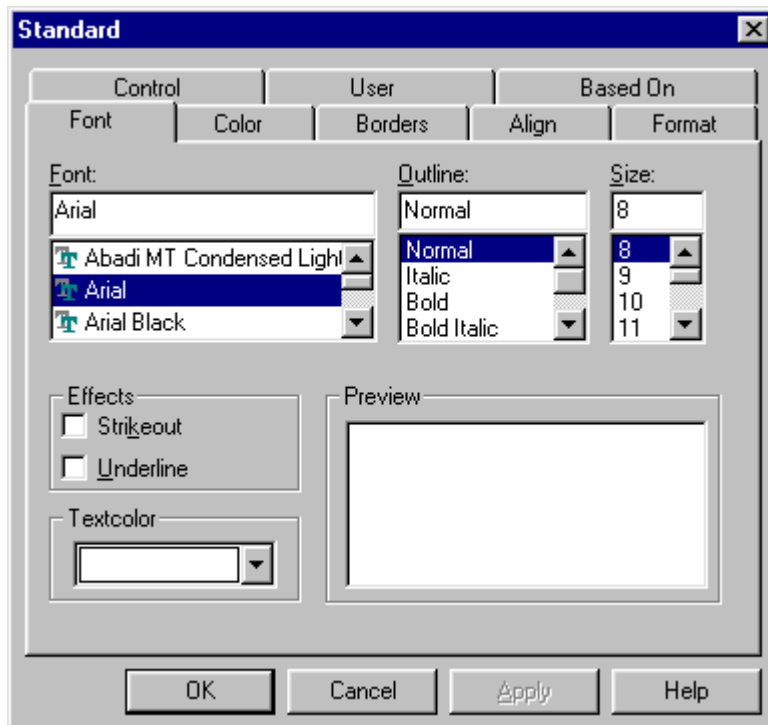 Standard
Control User Based On
Font Color Borders Align Format
Font: Outline: Size:
Arial Normal 8
Abadi MT Condensed Light Normal 8
Arial Italic 9
Arial Black Bold 10
Bold Italic 11
Effects Preview
Strikeout
Underline
Textcolor
OK Cancel Apply Help